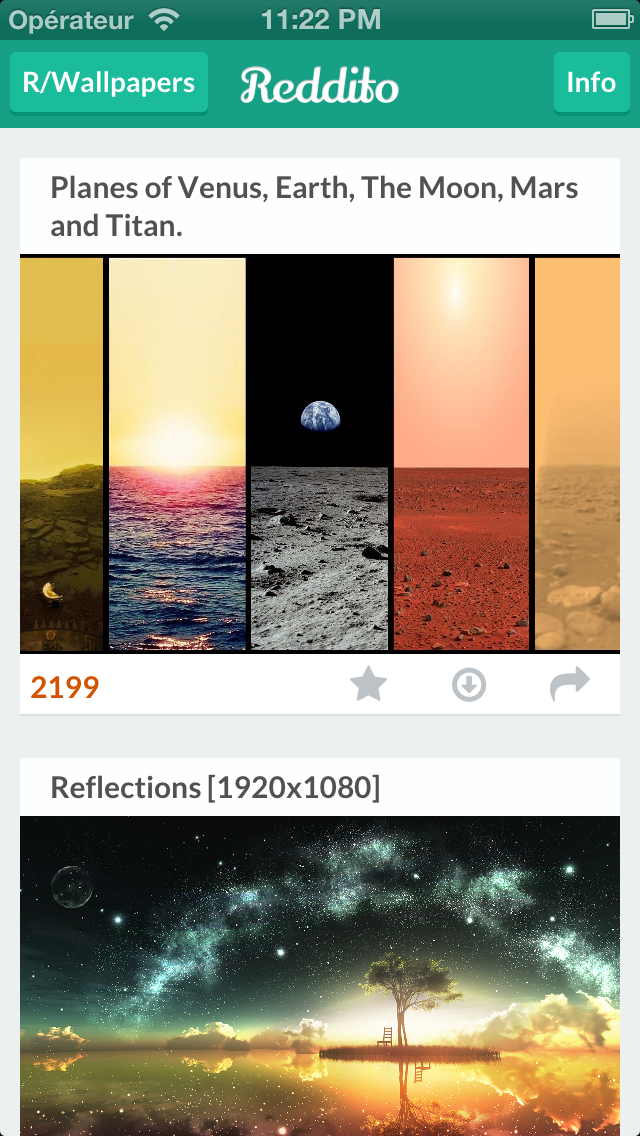 Opérateur 11:22 PM
R/Wallpapers Reddito Info
Planes of Venus, Earth, The Moon, Mars
and Titan.
2199
Reflections [1920x1080]